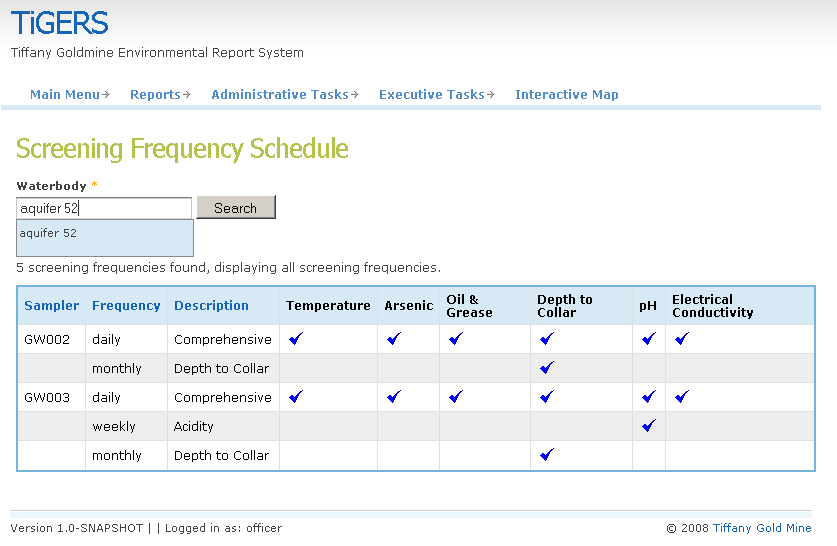 TiGERS
Tiffany Goldmine Environmental Report System
Main Menu Reports Administrative Tasks Executive Tasks Interactive Map
Screening Frequency Schedule
Waterbody *
aquifer 52 Search
aquifer 52
5 screening frequencies found, displaying all screening frequencies.
Sampler Frequency Description Temperature Arsenic Oil & Grease Depth to Collar pH Electrical Conductivity
GW002 daily Comprehensive ✓ ✓ ✓ ✓ ✓ ✓
monthly Depth to Collar ✓
GW003 daily Comprehensive ✓ ✓ ✓ ✓ ✓ ✓
weekly Acidity ✓
monthly Depth to Collar ✓
Version 1.0-SNAPSHOT | | Logged in as: officer © 2008 Tiffany Gold Mine